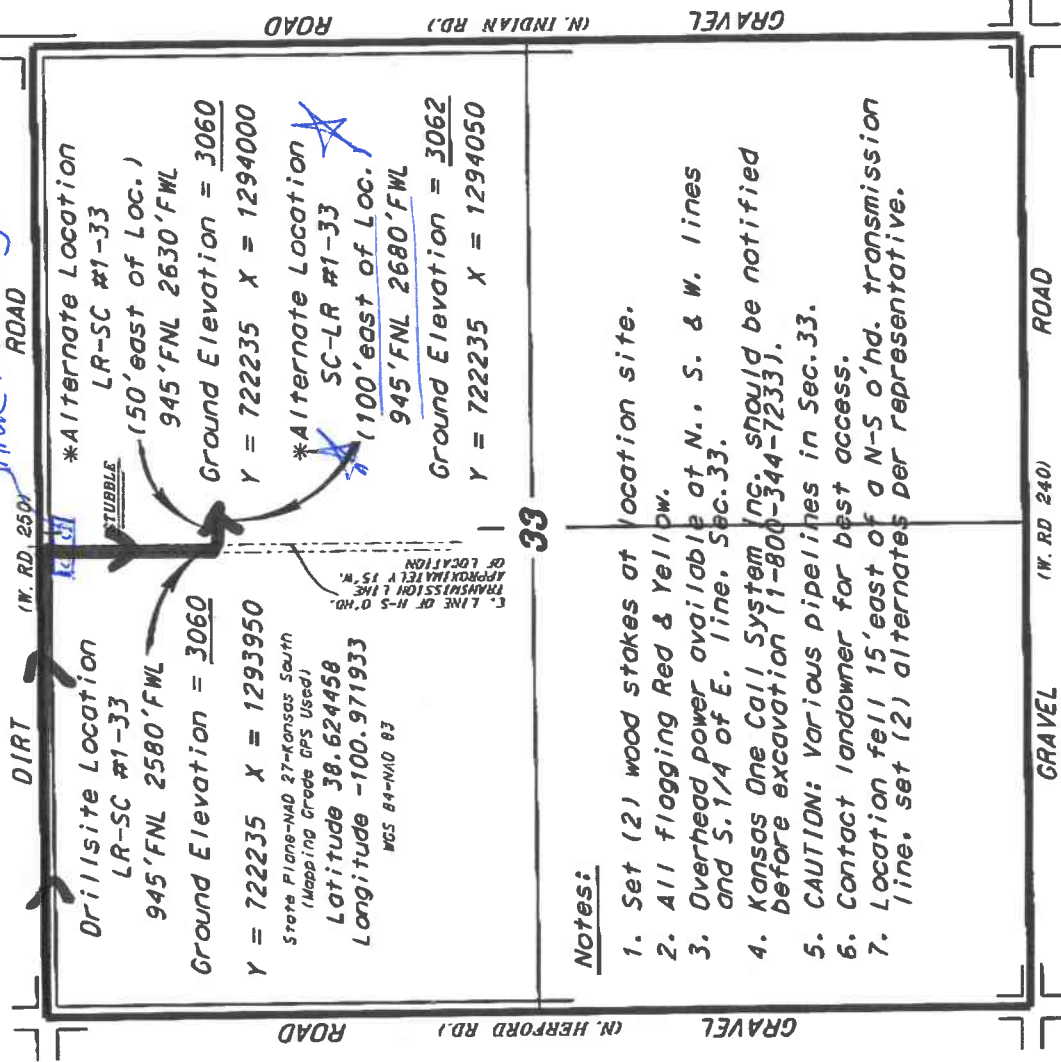 DIRT
(W. RD. 250)
ROAD
Drillsite Location
LR-SC #1-33
945'FNL 2580'FWL
Ground Elevation = 3060
Y = 722235 X = 1293950
State Plane-NAD 27-Kansas South
(Mapping Grade GPS Used)
Latitude 38.624458
Longitude -100.971933
WGS 84=NAD 83
STUBBLE
*Alternate Location
LR-SC #1-33
(50'east of Loc.)
945'FNL 2630'FWL
Ground Elevation = 3060
Y = 722235 X = 1294000
*Alternate Location
SC-LR #1-33
(100'east of Loc.)
945'FNL 2680'FWL
Ground Elevation = 3062
Y = 722235 X = 1294050
C. LINE OF N-S O'HD.
TRANSMISSION LINE
APPROXIMATELY 15'W.
OF LOCATION
33
GRAVEL
(N. HERFORD RD.)
ROAD
ROAD
(N. INDIAN RD.)
GRAVEL
Notes:
1. Set (2) wood stakes at location site.
2. All flagging Red & Yellow.
3. Overhead power available at N., S. & W. lines
and S.1/4 of E. line, Sec.33.
4. Kansas One Call System Inc. should be notified
before excavation (1-800-344-7233).
5. CAUTION: Various pipelines in Sec.33.
6. Contact landowner for best access.
7. Location fell 15'east of a N-S o'hd. transmission
line, set (2) alternates per representative.
GRAVEL
(W. RD 240)
ROAD